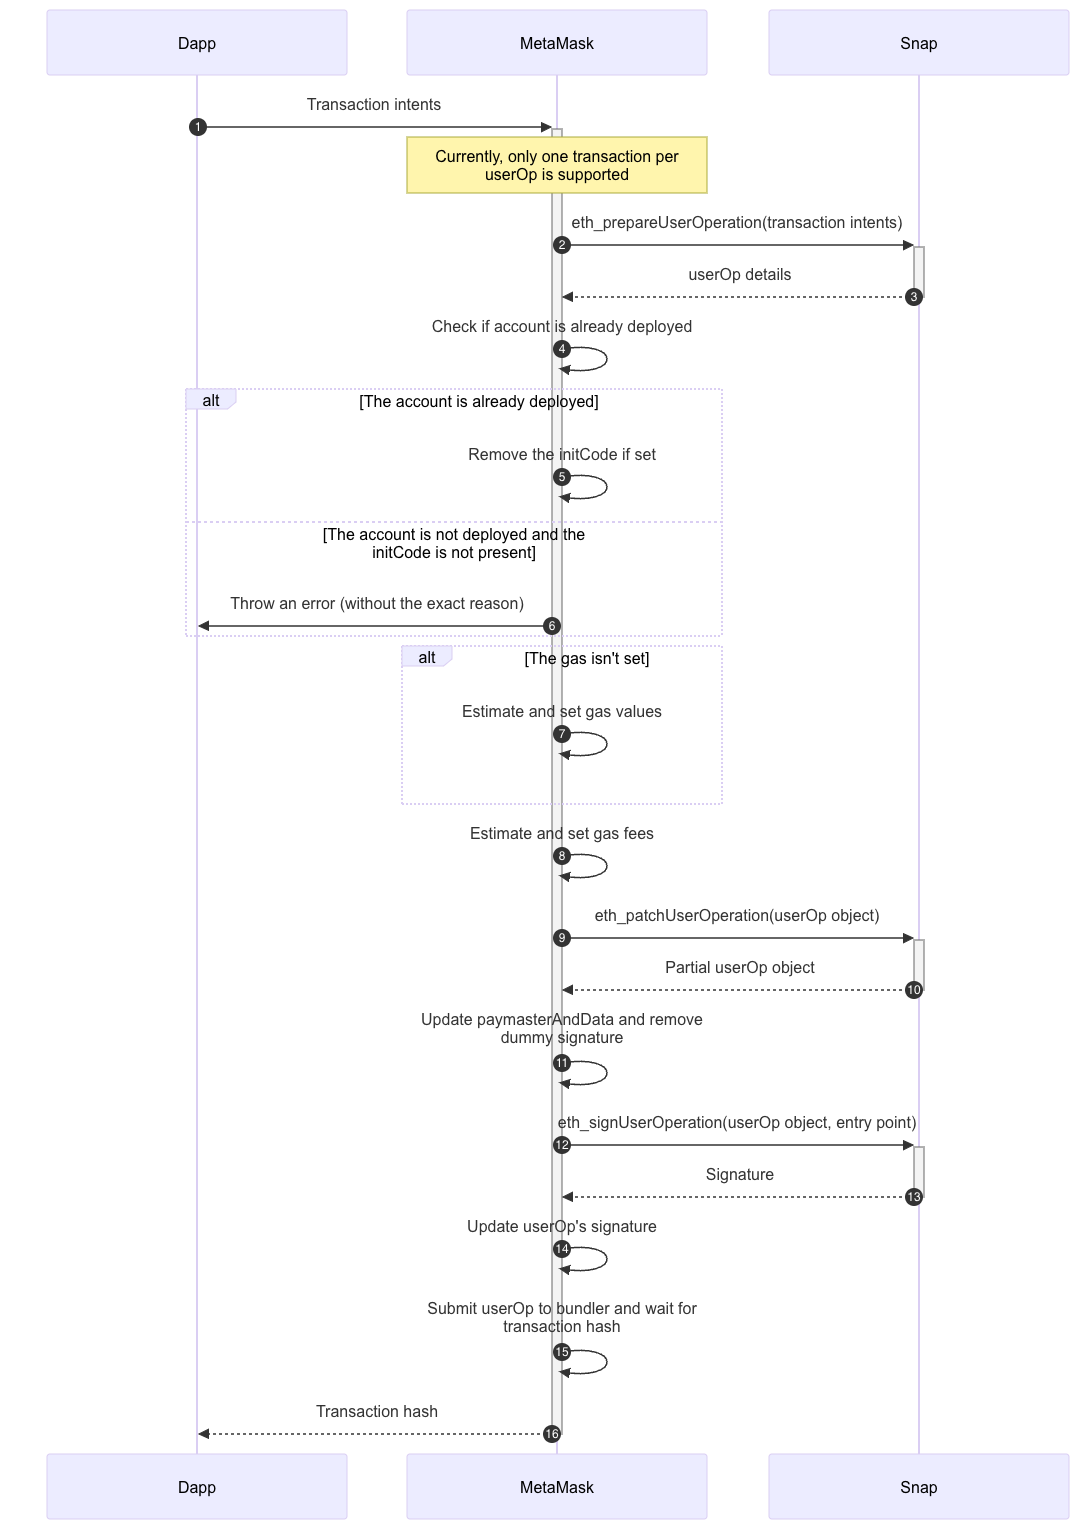 Dapp
MetaMask
Snap
Transaction intents
1
Currently, only one transaction per
userOp is supported
eth_prepareUserOperation(transaction intents)
2
userOp details
3
Check if account is already deployed
4
alt
[The account is already deployed]
Remove the initCode if set
5
[The account is not deployed and the
initCode is not present]
Throw an error (without the exact reason)
6
alt
[The gas isn't set]
Estimate and set gas values
7
Estimate and set gas fees
8
eth_patchUserOperation(userOp object)
9
Partial userOp object
10
Update paymasterAndData and remove
dummy signature
11
eth_signUserOperation(userOp object, entry point)
12
Signature
13
Update userOp's signature
14
Submit userOp to bundler and wait for
transaction hash
15
Transaction hash
16
Dapp
MetaMask
Snap